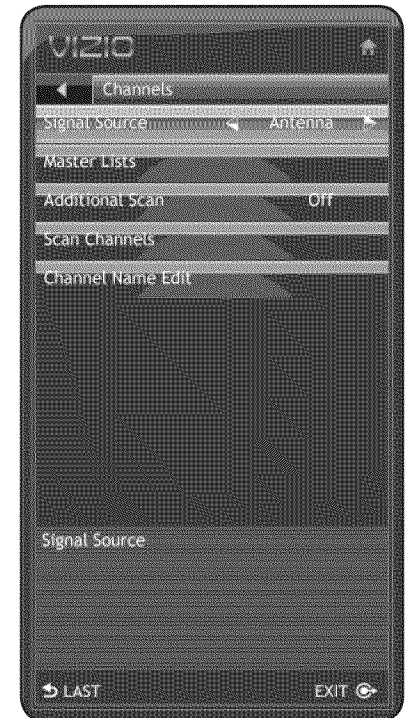 VIZIO
Channels
Signal Source Antenna
Master Lists
Additional Scan Off
Scan Channels
Channel Name Edit
Signal Source
LAST EXIT